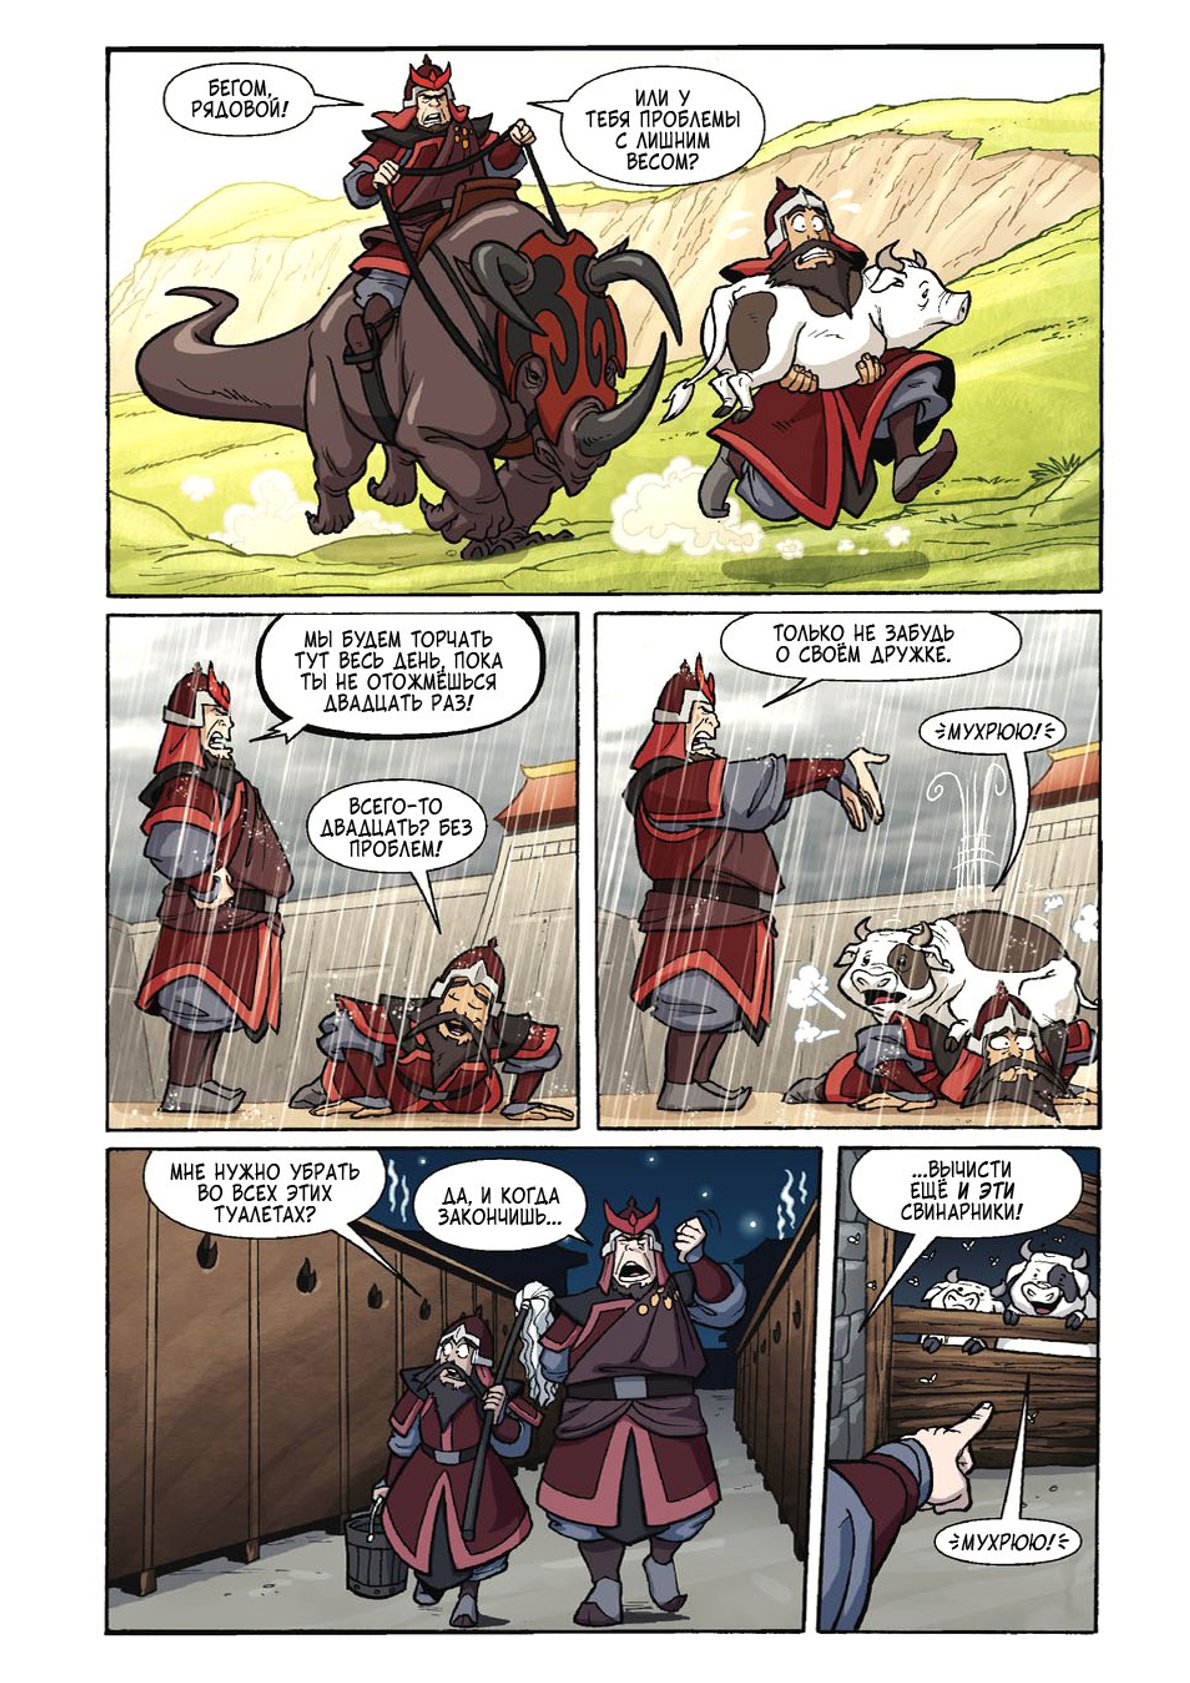 БЕГОМ,
РЯДОВОЙ!
ИЛИ У
ТЕБЯ ПРОБЛЕМЫ
С ЛИШНИМ
ВЕСОМ?
МЫ БУДЕМ ТОРЧАТЬ
ТУТ ВЕСЬ ДЕНЬ, ПОКА
ТЫ НЕ ОТОЖМЁШЬСЯ
ДВАДЦАТЬ РАЗ!
ВСЕГО-ТО
ДВАДЦАТЬ? БЕЗ
ПРОБЛЕМ!
ТОЛЬКО НЕ ЗАБУДЬ
О СВОЁМ ДРУЖКЕ.
МУХРЮЮ!
МНЕ НУЖНО УБРАТЬ
ВО ВСЕХ ЭТИХ
ТУАЛЕТАХ?
ДА, И КОГДА
ЗАКОНЧИШЬ...
...ВЫЧИСТИ
ЕЩЁ И ЭТИ
СВИНАРНИКИ!
МУХРЮЮ!